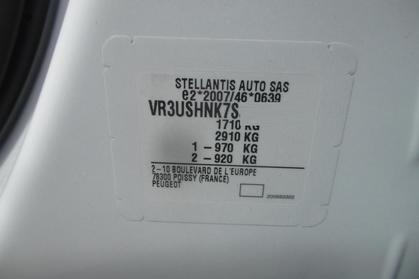 STELLANTIS AUTO SAS
e2*2007/46*0639
VR3USHNK7S
1710 KG
2910 KG
1 - 970 KG
2 - 920 KG
2 - 10 BOULEVARD DE L'EUROPE
78300 POISSY (FRANCE)
PEUGEOT